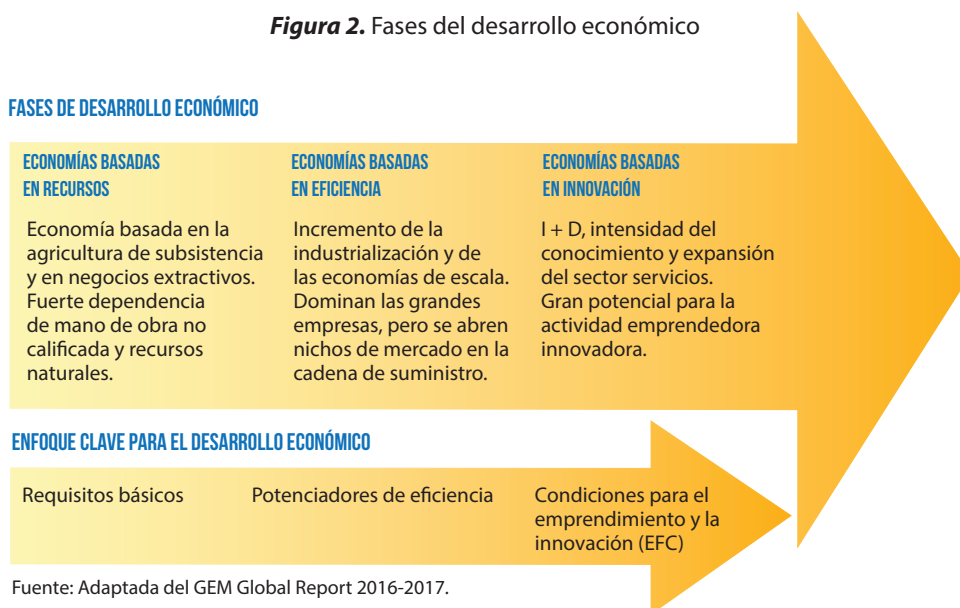 Figura 2. Fases del desarrollo económico
FASES DE DESARROLLO ECONÓMICO
ECONOMÍAS BASADAS
EN RECURSOS
Economía basada en la
agricultura de subsistencia
y en negocios extractivos.
Fuerte dependencia
de mano de obra no
calificada y recursos
naturales.
ECONOMÍAS BASADAS
EN EFICIENCIA
Incremento de la
industrialización y de
las economías de escala.
Dominan las grandes
empresas, pero se abren
nichos de mercado en la
cadena de suministro.
ECONOMÍAS BASADAS
EN INNOVACIÓN
I + D, intensidad del
conocimiento y expansión
del sector servicios.
Gran potencial para la
actividad emprendedora
innovadora.
ENFOQUE CLAVE PARA EL DESARROLLO ECONÓMICO
Requisitos básicos
Potenciadores de eficiencia
Condiciones para el
emprendimiento y la
innovación (EFC)
Fuente: Adaptada del GEM Global Report 2016-2017.